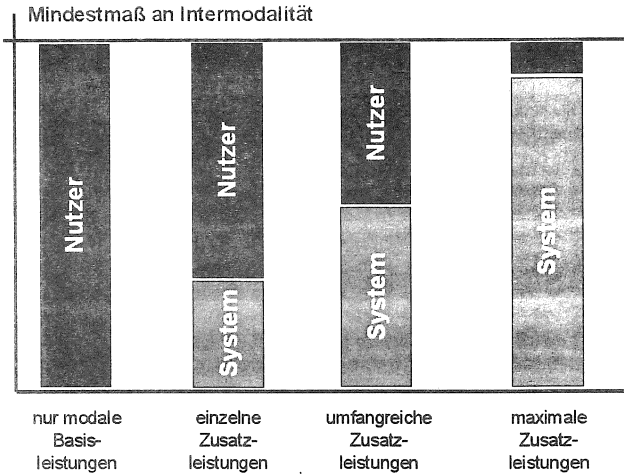 Mindestmaß an Intermodalität
Nutzer
Nutzer
System
Nutzer
System
System
nur modale
Basis-
leistungen
einzelne
Zusatz-
leistungen
umfangreiche
Zusatz-
leistungen
maximale
Zusatz-
leistungen